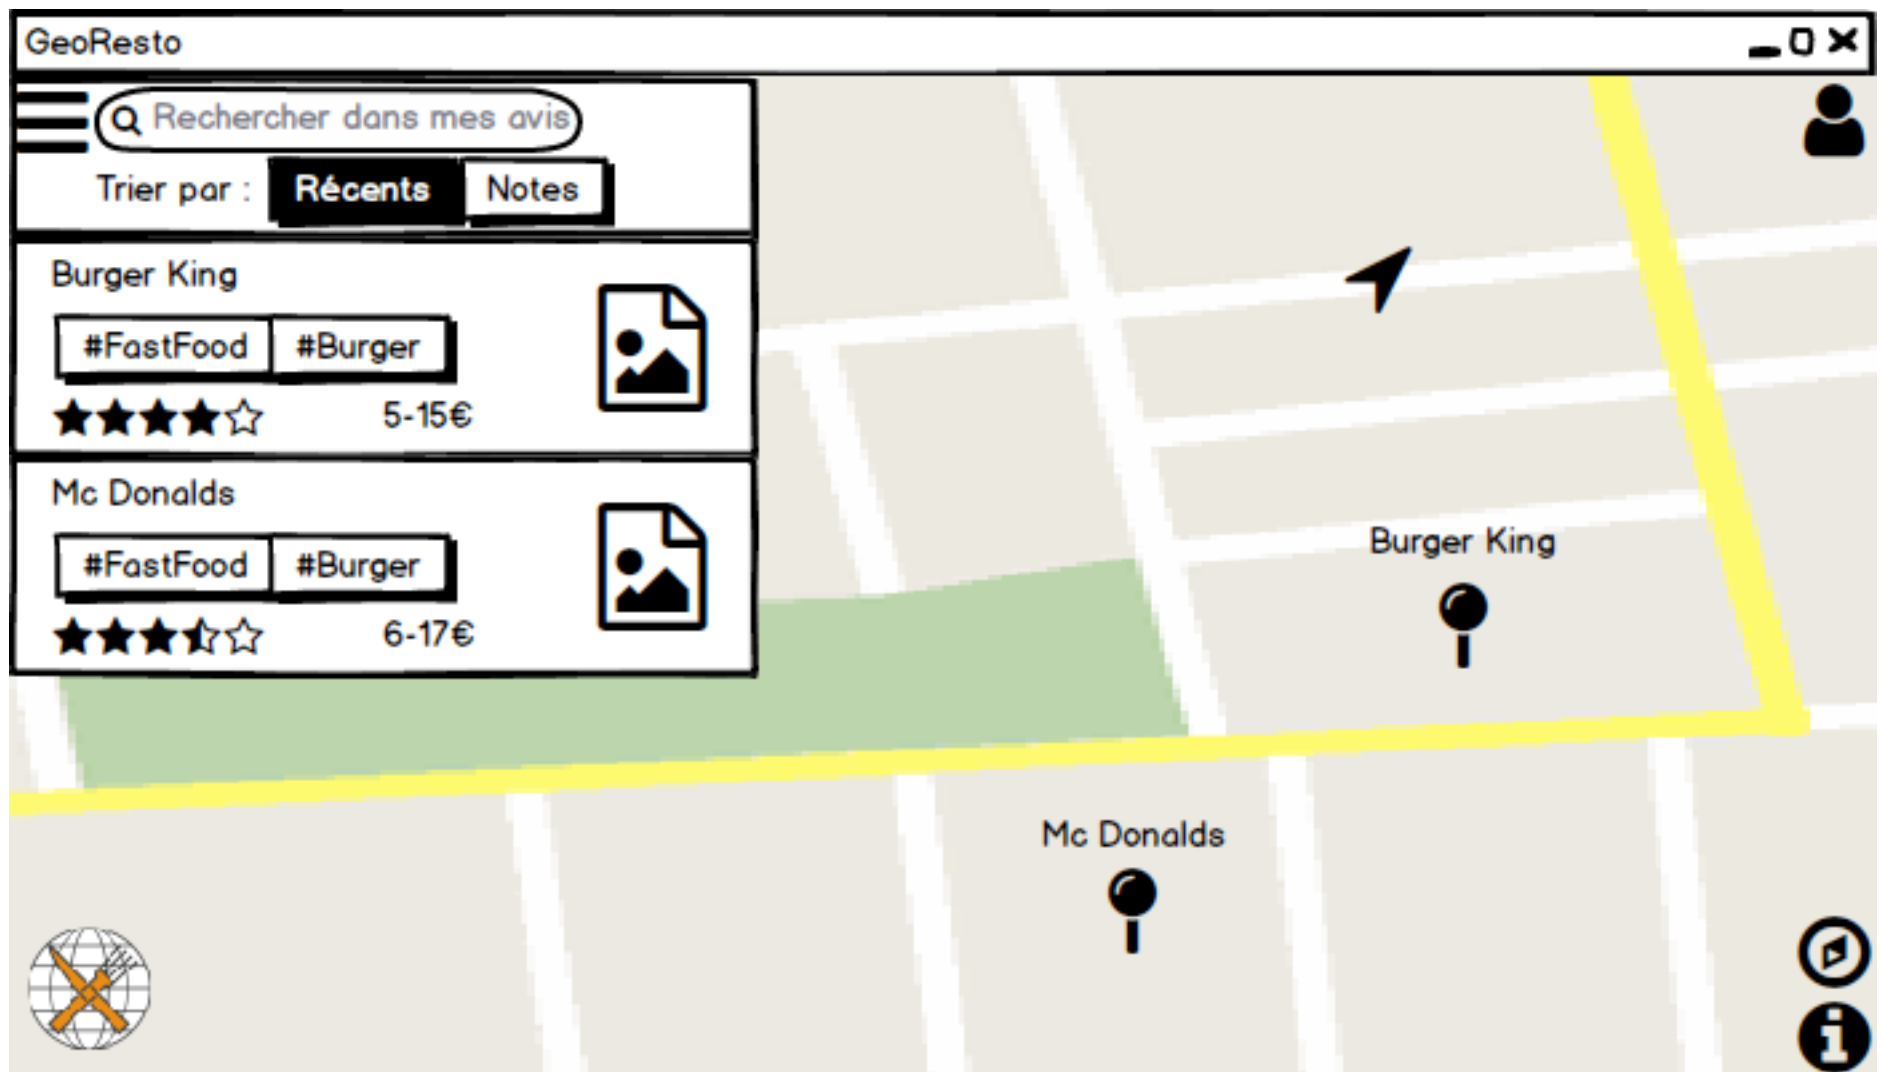 GeoResto
Rechercher dans mes avis
Trier par : Récents Notes
Burger King
#FastFood #Burger
5-15€
Mc Donalds
#FastFood #Burger
6-17€
Burger King
Mc Donalds